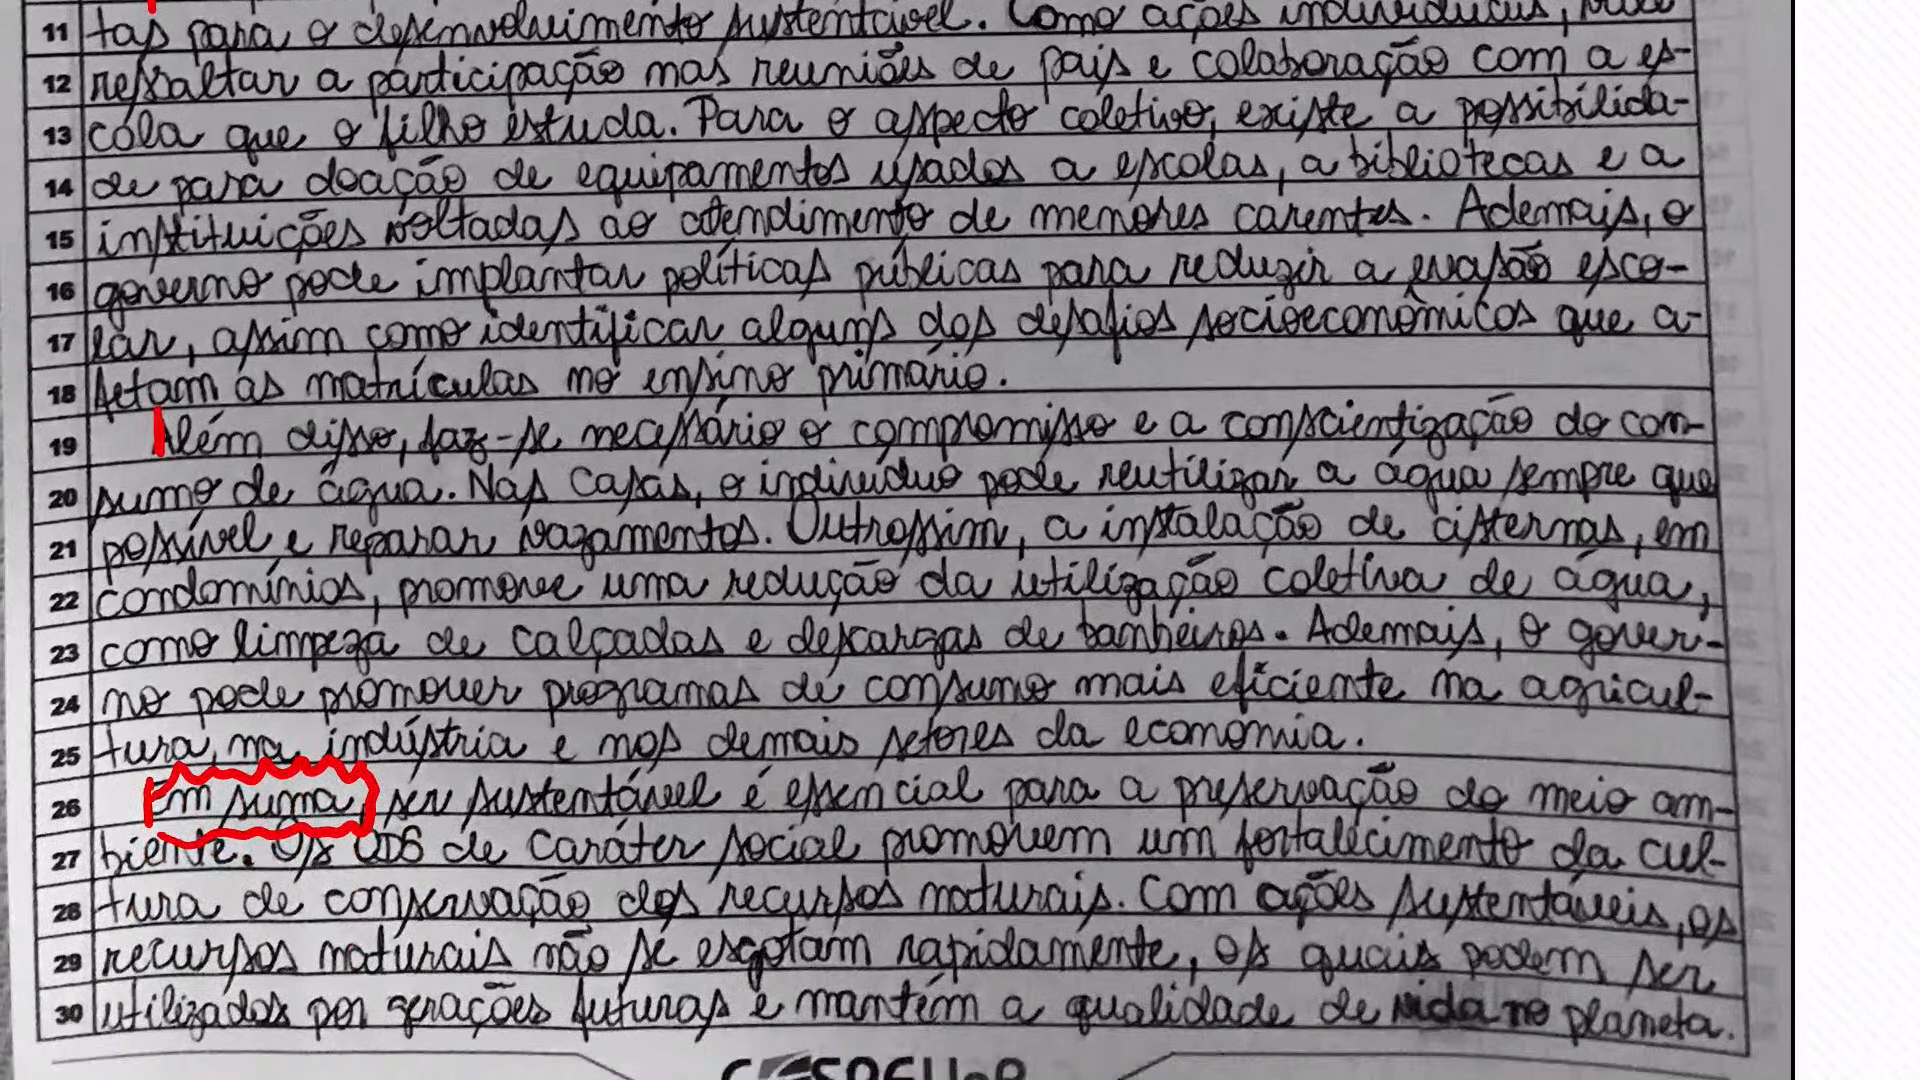 11 tas para o desenvolvimento sustentável. Como ações individuais, vale
12 ressaltar a participação nas reuniões de pais e colaboração com a es-
13 cola que o filho estuda. Para o aspecto coletivo, existe a possibilida-
14 de para doação de equipamentos usados a escolas, a bibliotecas e a
15 instituições voltadas ao atendimento de menores carentes. Ademais, o
16 governo pode implantar políticas públicas para reduzir a evasão esco-
17 lar, assim como identificar alguns dos desafios socioeconômicos que a-
18 fetam as matrículas no ensino primário.
19 Além disso, faz-se necessário o compromisso e a conscientização do con-
20 sumo de água. Nas casas, o indivíduo pode reutilizar a água sempre que
21 possível e reparar vazamentos. Outrossim, a instalação de cisternas, em
22 condomínios, promove uma redução da utilização coletiva de água,
23 como limpeza de calçadas e descargas de banheiros. Ademais, o gover-
24 no pode promover programas de consumo mais eficiente na agricul-
25 tura, na indústria e nos demais setores da economia.
26 Em suma, ser sustentável é essencial para a preservação do meio am-
27 biente. Os ODS de caráter social promovem um fortalecimento da cul-
28 tura de conservação dos recursos naturais. Com ações sustentáveis, os
29 recursos naturais não se esgotam rapidamente, os quais podem ser
30 utilizados por gerações futuras e mantém a qualidade de vida no planeta.